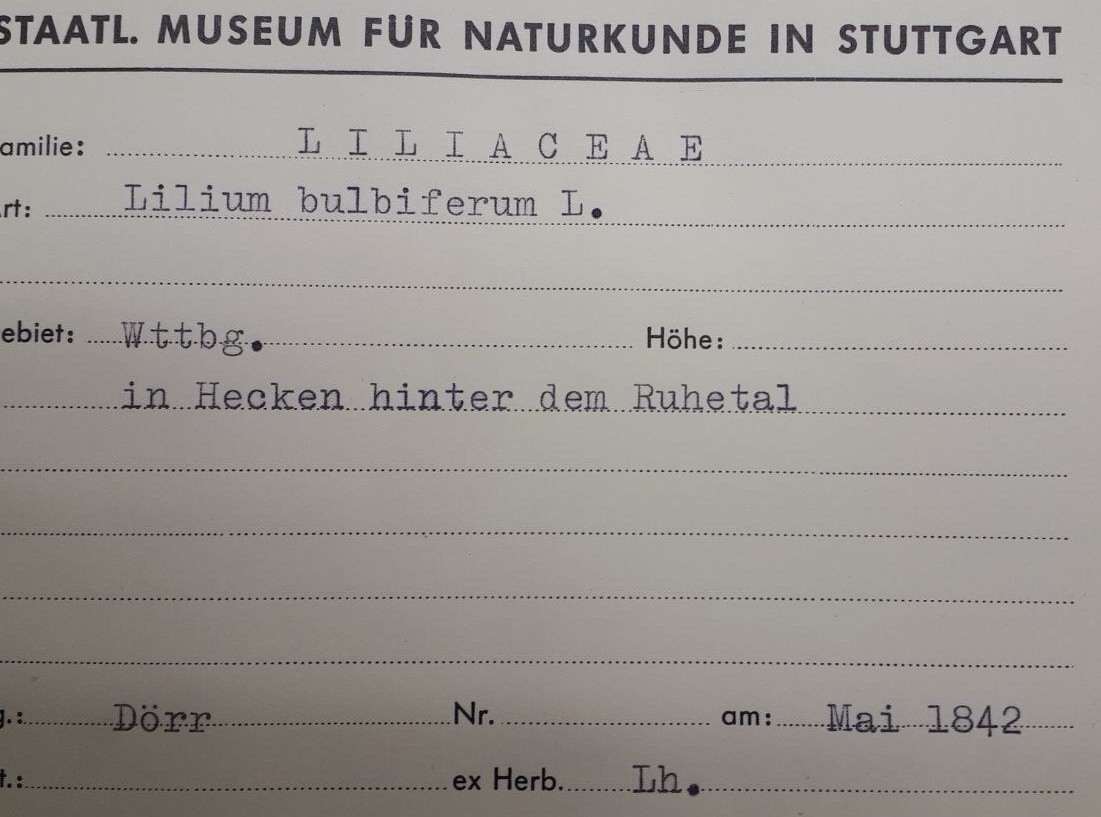 STAATL. MUSEUM FÜR NATURKUNDE IN STUTTGART
amilie: L I L I A C E A E
rt: Lilium bulbiferum L.
ebiet: Wttbg. Höhe:
in Hecken hinter dem Ruhetal
g.: Dörr Nr. am: Mai 1842
t.: ex Herb. Lh.